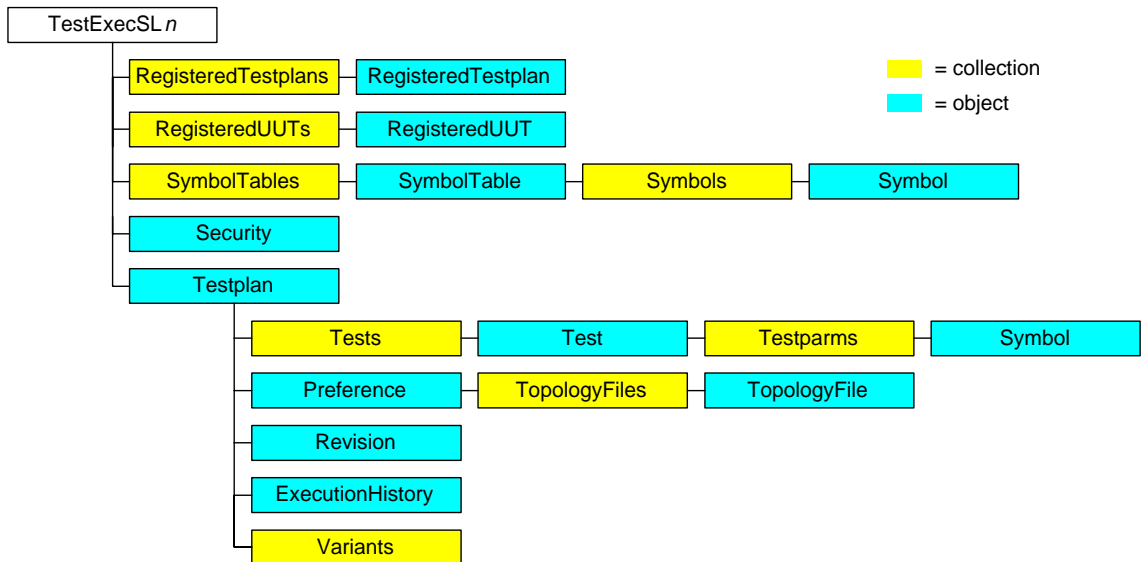 TestExecSL n
RegisteredTestplans RegisteredTestplan = collection
RegisteredUUTs RegisteredUUT = object
SymbolTables SymbolTable Symbols Symbol
Security
Testplan
Tests Test Testparms Symbol
Preference TopologyFiles TopologyFile
Revision
ExecutionHistory
Variants